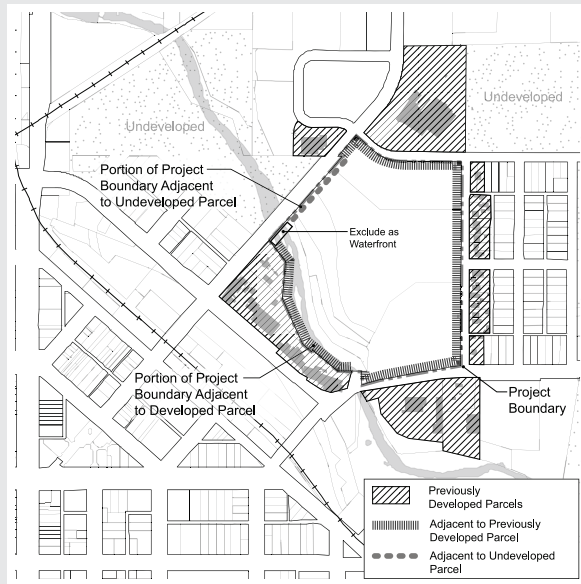 Undeveloped
Undeveloped
Portion of Project
Boundary Adjacent
to Undeveloped Parcel
Exclude as
Waterfront
Portion of Project
Boundary Adjacent
to Developed Parcel
Project
Boundary
Previously
Developed Parcels
Adjacent to Previously
Developed Parcel
Adjacent to Undeveloped
Parcel